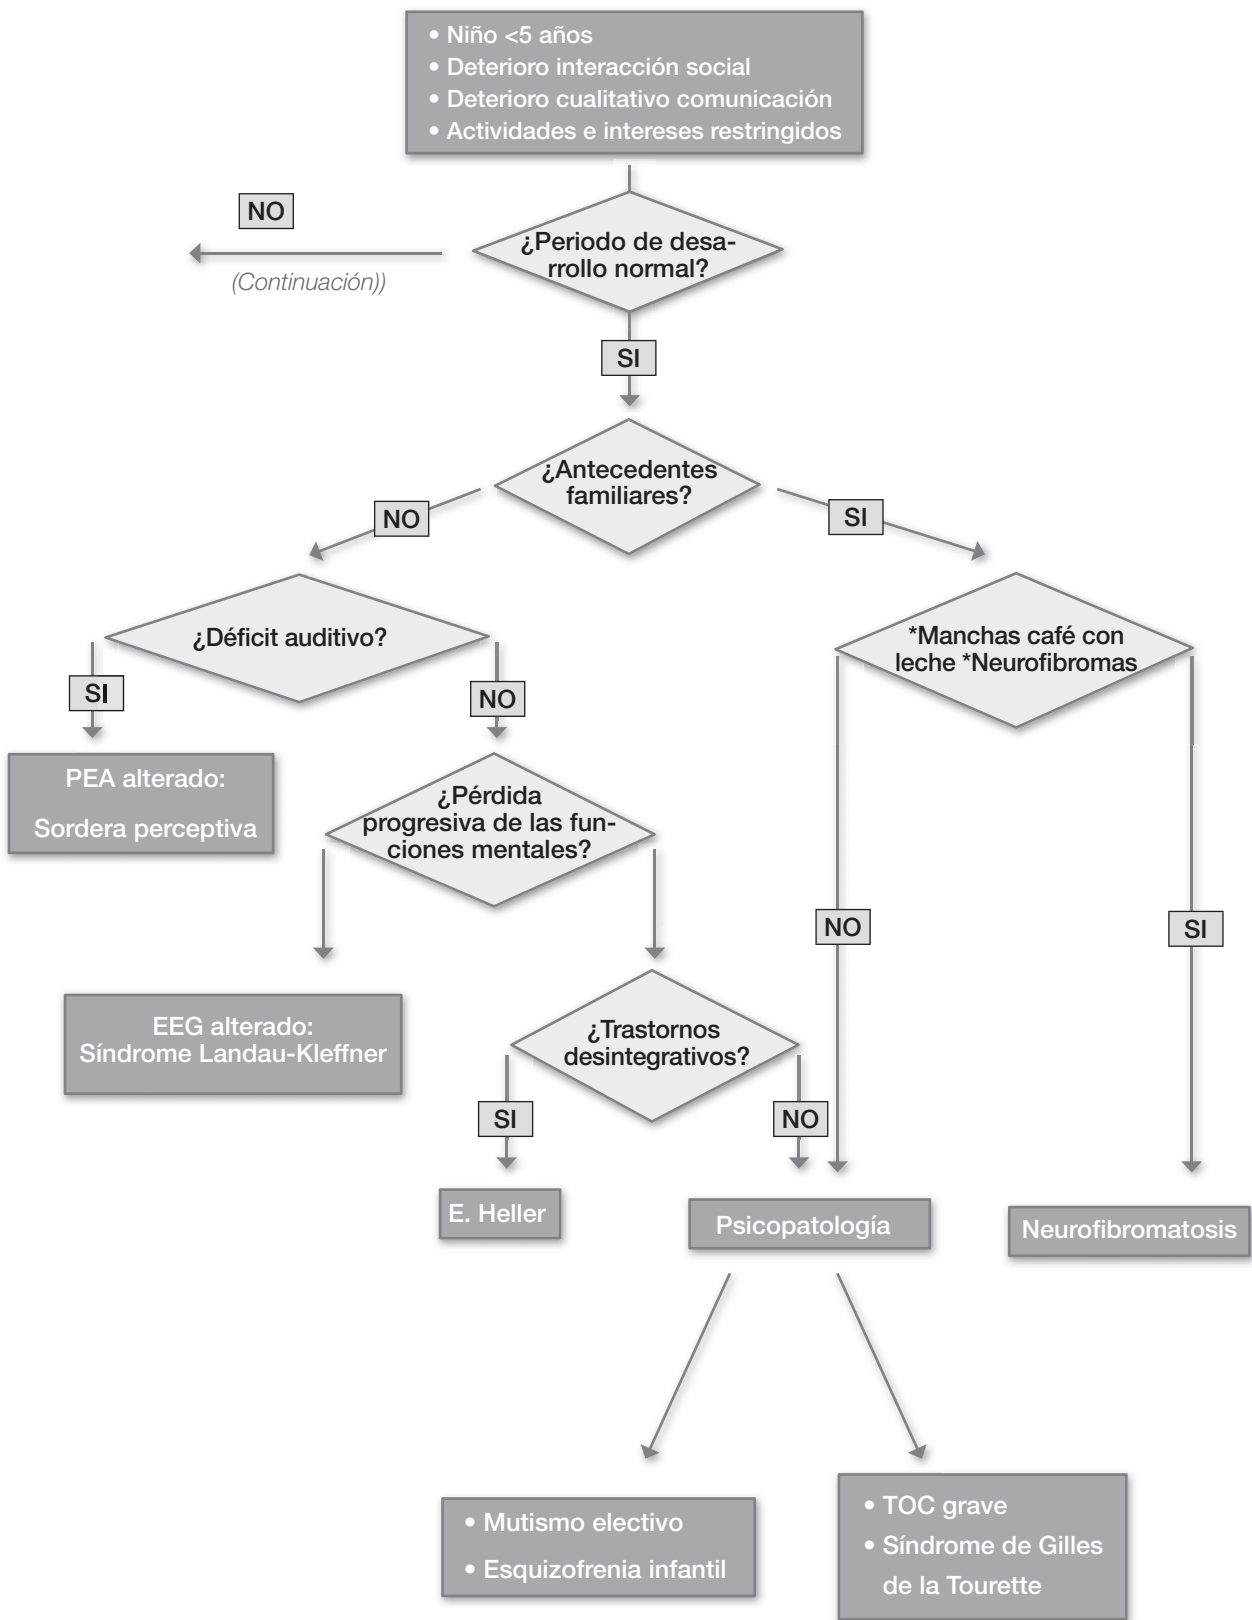 • Niño <5 años
• Deterioro interacción social
• Deterioro cualitativo comunicación
• Actividades e intereses restringidos
NO
¿Periodo de desa-
rrollo normal?
(Continuación))
SI
¿Antecedentes
familiares?
NO
SI
¿Déficit auditivo?
*Manchas café con
leche *Neurofibromas
SI
NO
PEA alterado:
Sordera perceptiva
¿Pérdida
progresiva de las fun-
ciones mentales?
NO
SI
EEG alterado:
Síndrome Landau-Kleffner
¿Trastornos
desintegrativos?
SI
NO
E. Heller
Psicopatología
Neurofibromatosis
• Mutismo electivo
• Esquizofrenia infantil
• TOC grave
• Síndrome de Gilles
de la Tourette